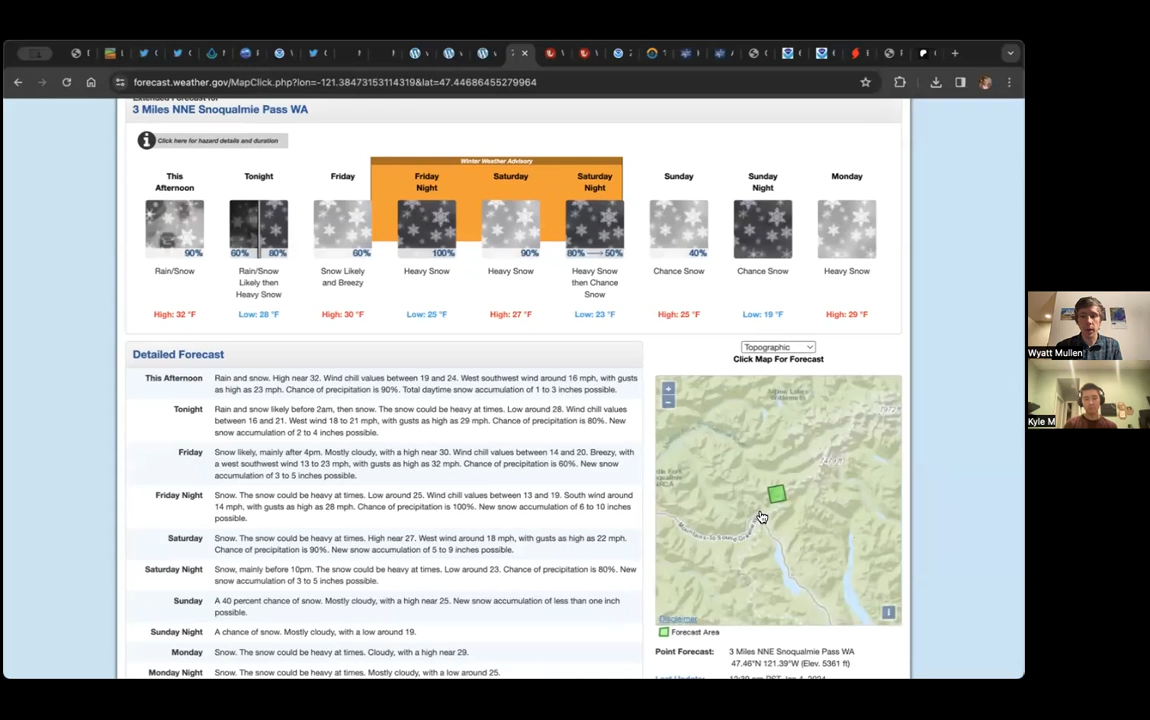 forecast.weather.gov/MapClick.php?lon=-121.38473153114319&lat=47.44686455279964
Extended Forecast for
3 Miles NNE Snoqualmie Pass WA
Click here for hazard details and duration
Winter Weather Advisory
This Afternoon
90%
Rain/Snow
High: 32 °F
Tonight
60% 80%
Rain/Snow
Likely then
Heavy Snow
Low: 28 °F
Friday
60%
Snow Likely
and Breezy
High: 30 °F
Friday
Night
100%
Heavy Snow
Low: 25 °F
Saturday
90%
Heavy Snow
High: 27 °F
Saturday
Night
80% 50%
Heavy Snow
then Chance
Snow
Low: 23 °F
Sunday
40%
Chance Snow
High: 25 °F
Sunday
Night
Chance Snow
Low: 19 °F
Monday
Heavy Snow
High: 29 °F
Detailed Forecast
This Afternoon
Rain and snow. High near 32. Wind chill values between 19 and 24. West southwest wind around 16 mph, with gusts
as high as 23 mph. Chance of precipitation is 90%. Total daytime snow accumulation of 1 to 3 inches possible.
Tonight
Rain and snow likely before 2am, then snow. The snow could be heavy at times. Low around 28. Wind chill values
between 16 and 21. West wind 18 to 21 mph, with gusts as high as 29 mph. Chance of precipitation is 80%. New
snow accumulation of 2 to 4 inches possible.
Friday
Snow likely, mainly after 4pm. Mostly cloudy, with a high near 30. Wind chill values between 14 and 20. Breezy, with
a west southwest wind 13 to 23 mph, with gusts as high as 32 mph. Chance of precipitation is 60%. New snow
accumulation of 3 to 5 inches possible.
Friday Night
Snow. The snow could be heavy at times. Low around 25. Wind chill values between 13 and 19. South wind around
14 mph, with gusts as high as 28 mph. Chance of precipitation is 100%. New snow accumulation of 6 to 10 inches
possible.
Saturday
Snow. The snow could be heavy at times. High near 27. West wind around 18 mph, with gusts as high as 22 mph.
Chance of precipitation is 90%. New snow accumulation of 5 to 9 inches possible.
Saturday Night
Snow, mainly before 10pm. The snow could be heavy at times. Low around 23. Chance of precipitation is 80%. New
snow accumulation of 3 to 5 inches possible.
Sunday
A 40 percent chance of snow. Mostly cloudy, with a high near 25. New snow accumulation of less than one inch
possible.
Sunday Night
A chance of snow. Mostly cloudy, with a low around 19.
Monday
Snow. The snow could be heavy at times. Cloudy, with a high near 29.
Monday Night
Snow. The snow could be heavy at times. Mostly cloudy, with a low around 25.
Topographic
Click Map For Forecast
Disclaimer
Forecast Area
Point Forecast:
3 Miles NNE Snoqualmie Pass WA
47.46°N 121.39°W (Elev. 5361 ft)
Wyatt Mullen
Kyle M